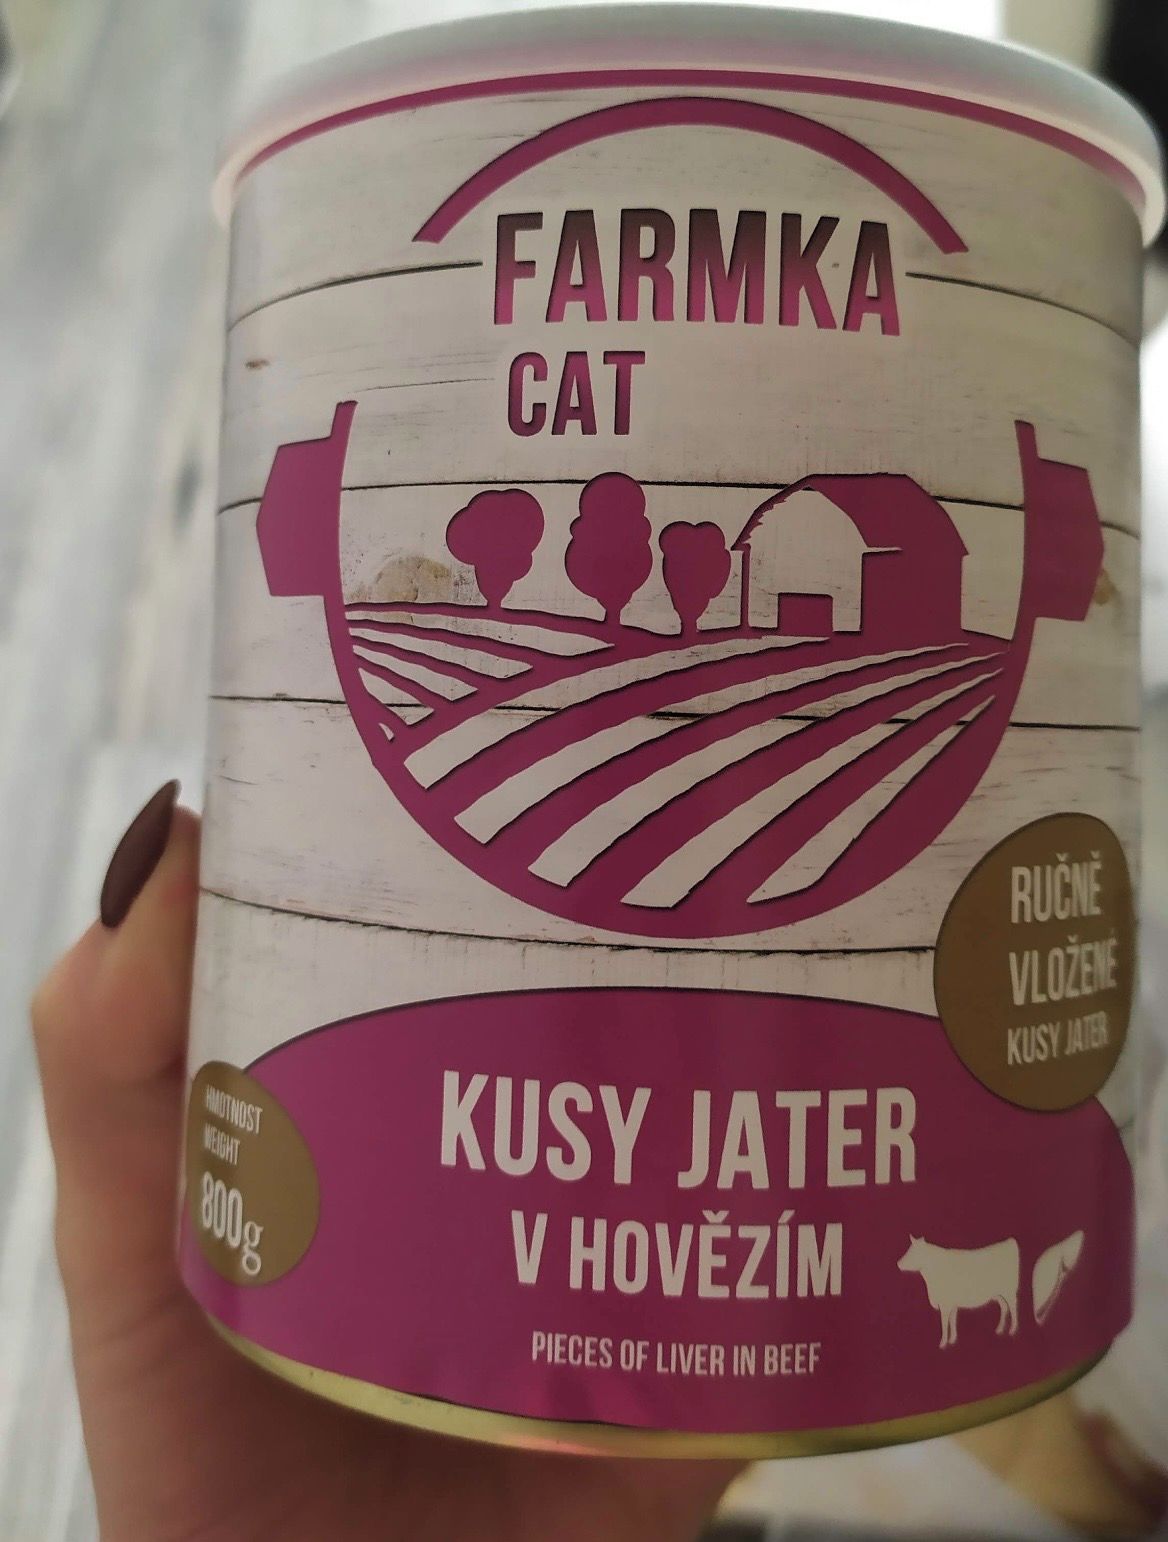 FARMKA
CAT
RUČNĚ
VLOŽENÉ
KUSY JATER
KUSY JATER
V HOVĚZÍM
PIECES OF LIVER IN BEEF
HMOTNOST
WEIGHT
800g